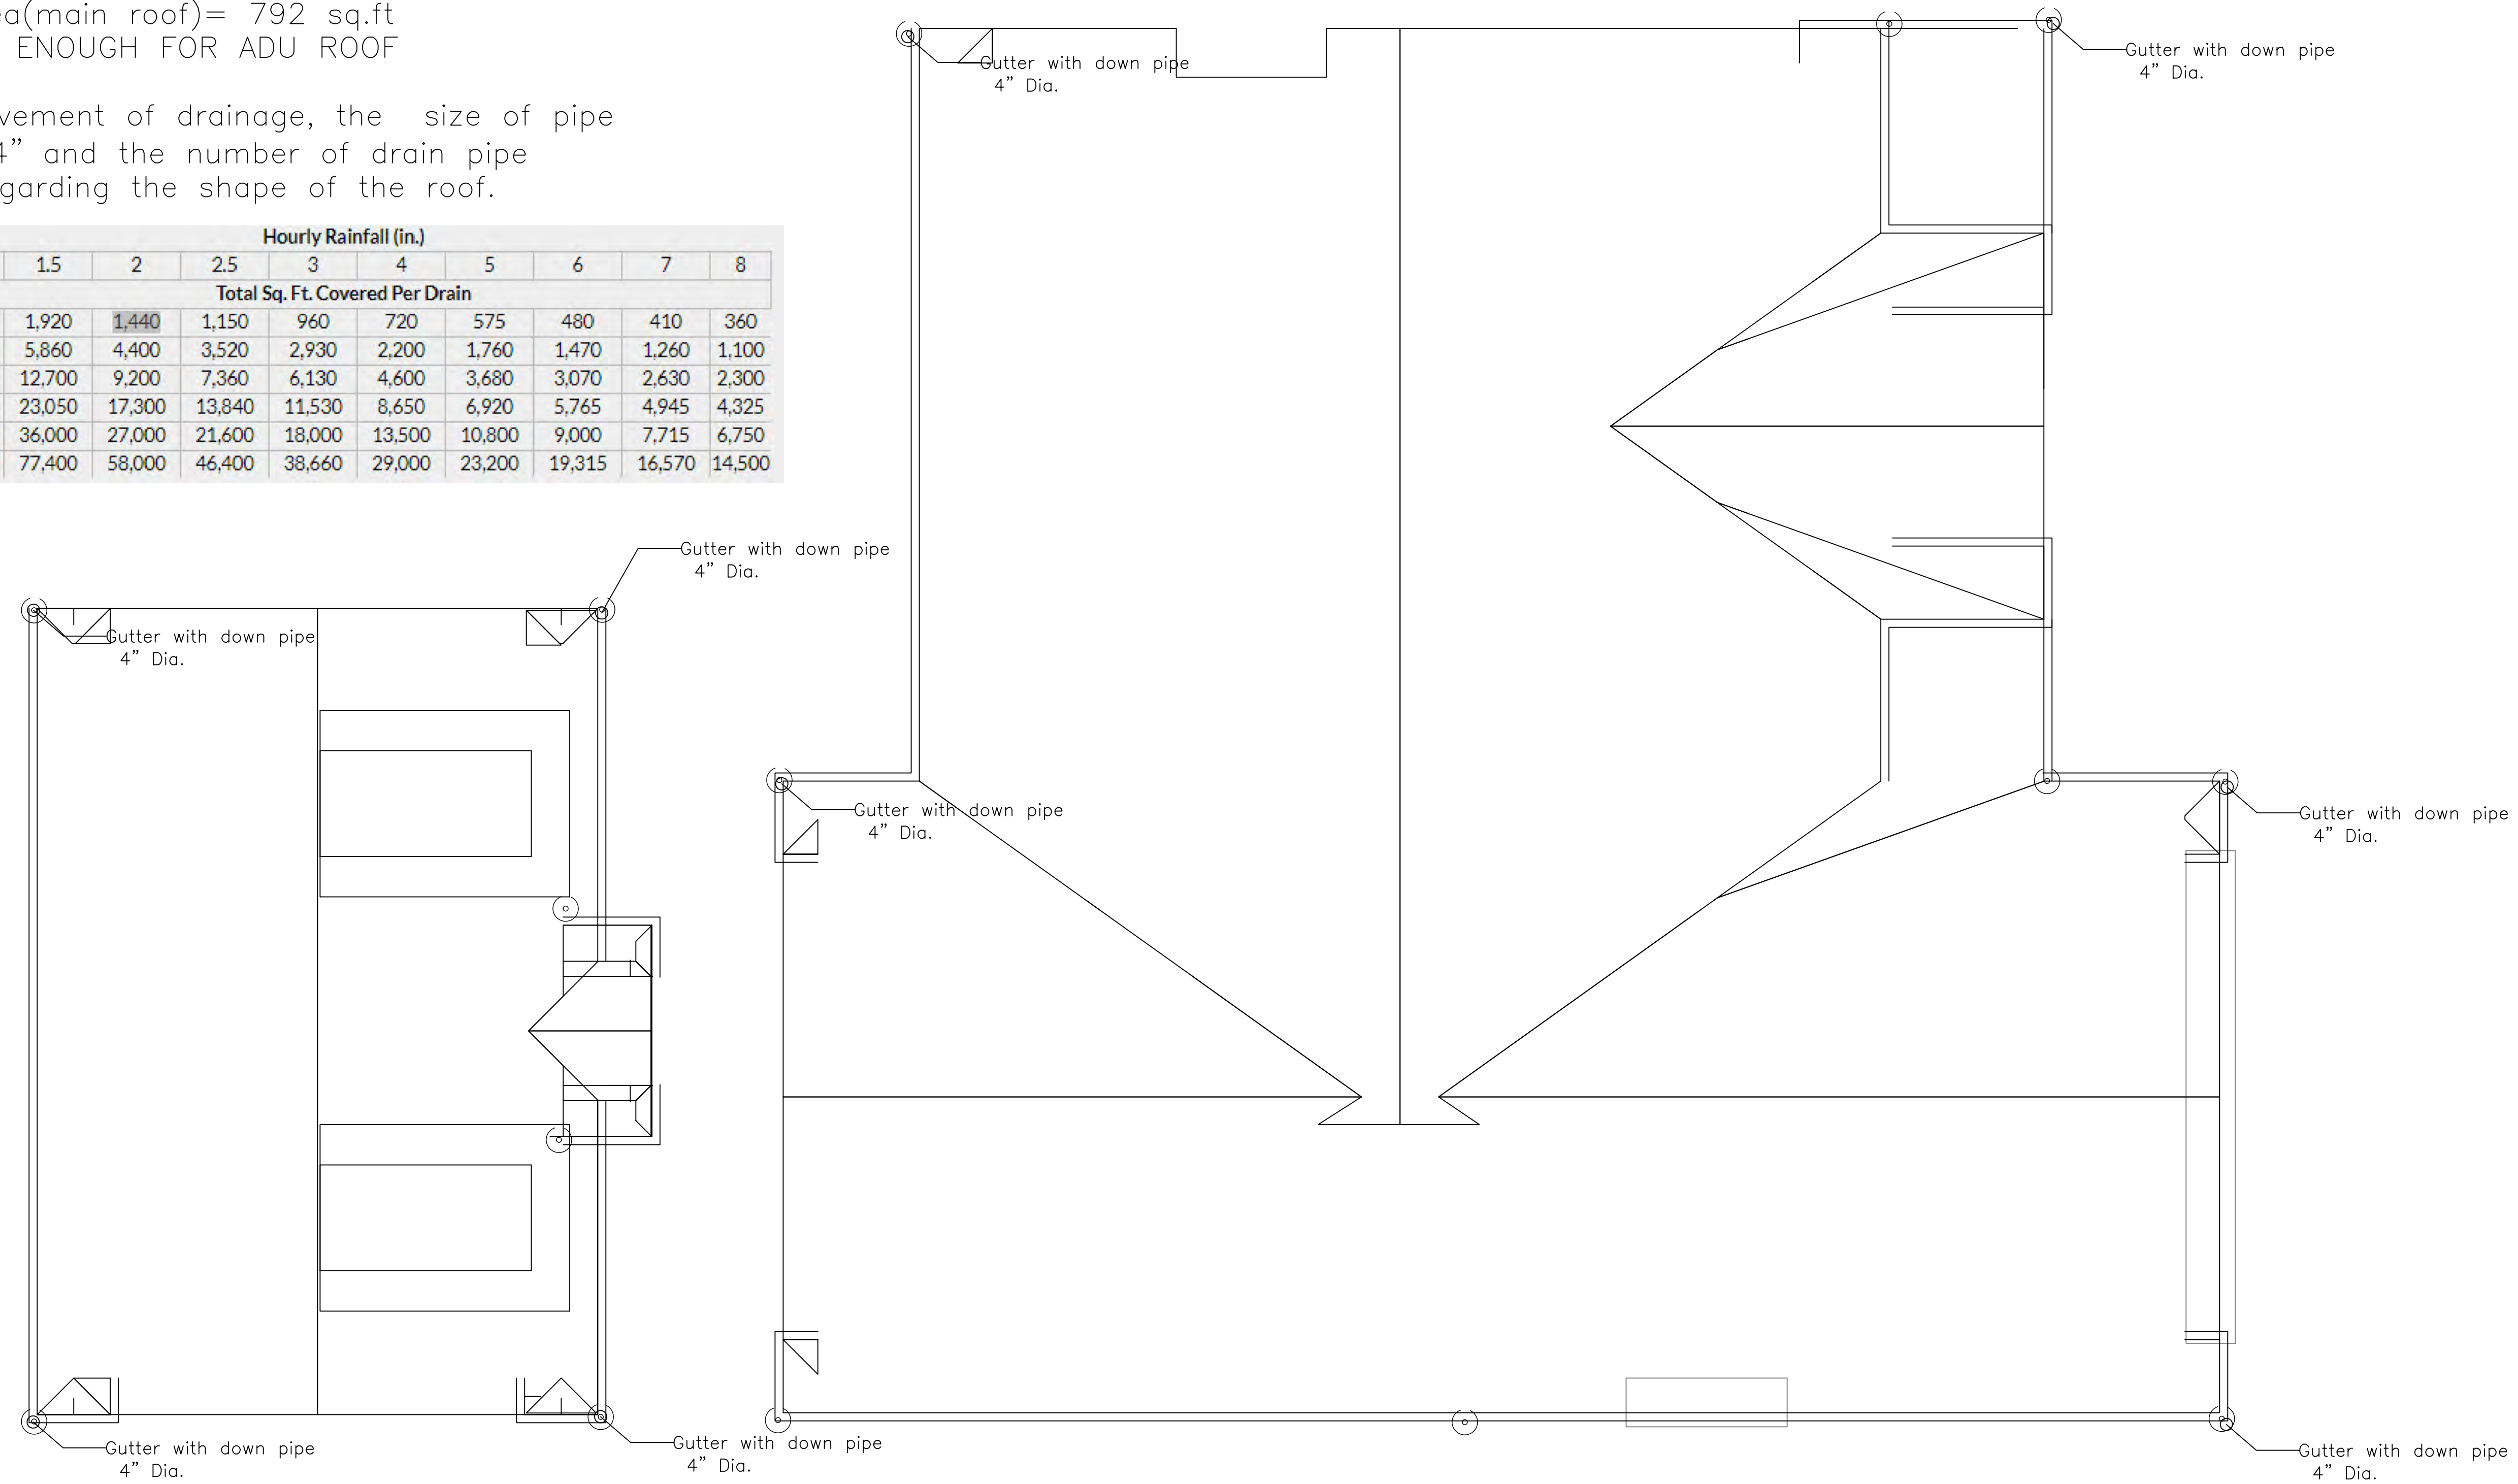 ea(main roof)= 792 sq.ft
ENOUGH FOR ADU ROOF
vement of drainage, the size of pipe
4” and the number of drain pipe
garding the shape of the roof.
Hourly Rainfall (in.)
1.5 2 2.5 3 4 5 6 7 8
Total Sq. Ft. Covered Per Drain
1,920 1,440 1,150 960 720 575 480 410 360
5,860 4,400 3,520 2,930 2,200 1,760 1,470 1,260 1,100
12,700 9,200 7,360 6,130 4,600 3,680 3,070 2,630 2,300
23,050 17,300 13,840 11,530 8,650 6,920 5,765 4,945 4,325
36,000 27,000 21,600 18,000 13,500 10,800 9,000 7,715 6,750
77,400 58,000 46,400 38,660 29,000 23,200 19,315 16,570 14,500
Gutter with down pipe
4” Dia.
Gutter with down pipe
4” Dia.
Gutter with down pipe
4” Dia.
Gutter with down pipe
4” Dia.
Gutter with down pipe
4” Dia.
Gutter with down pipe
4” Dia.
Gutter with down pipe
4” Dia.
Gutter with down pipe
4” Dia.
Gutter with down pipe
4” Dia.